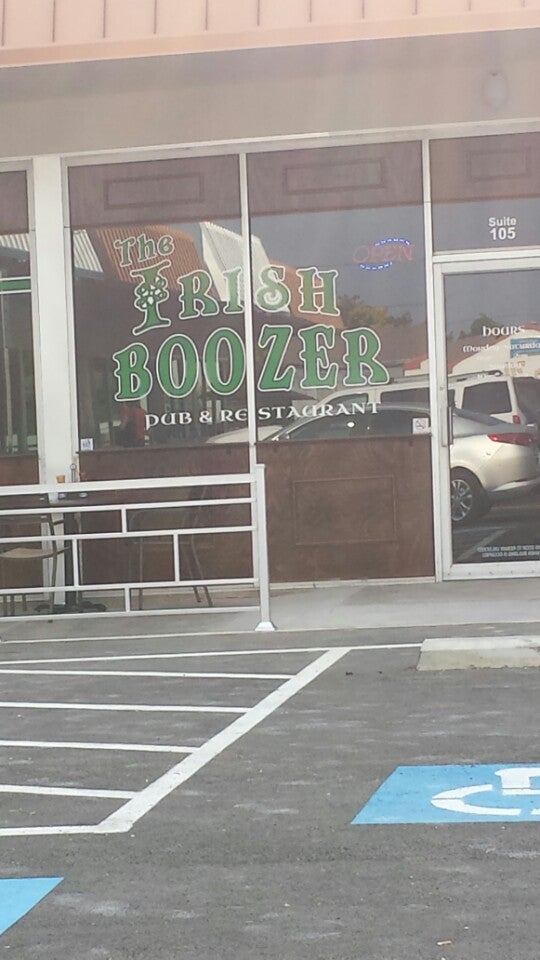 The
IRISH
BOOZER
PUB & RESTAURANT
OPEN
Suite
105
HOURS